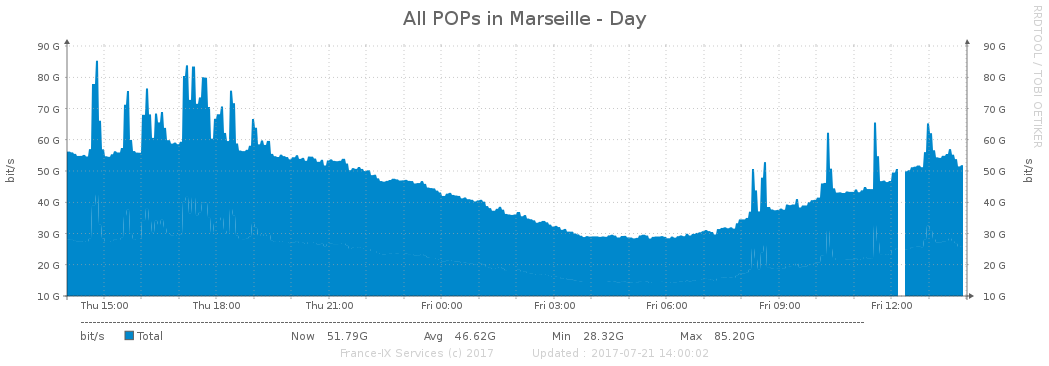 All POPs in Marseille - Day
RRDTOOL / TOBI OETIKER
bit/s
90 G
80 G
70 G
60 G
50 G
40 G
30 G
20 G
10 G
90 G
80 G
70 G
60 G
50 G
40 G
30 G
20 G
10 G
bit/s
Thu 15:00 Thu 18:00 Thu 21:00 Fri 00:00 Fri 03:00 Fri 06:00 Fri 09:00 Fri 12:00
bit/s Total Now 51.79G Avg 46.62G Min 28.32G Max 85.20G
France-IX Services (c) 2017 Updated : 2017-07-21 14:00:02